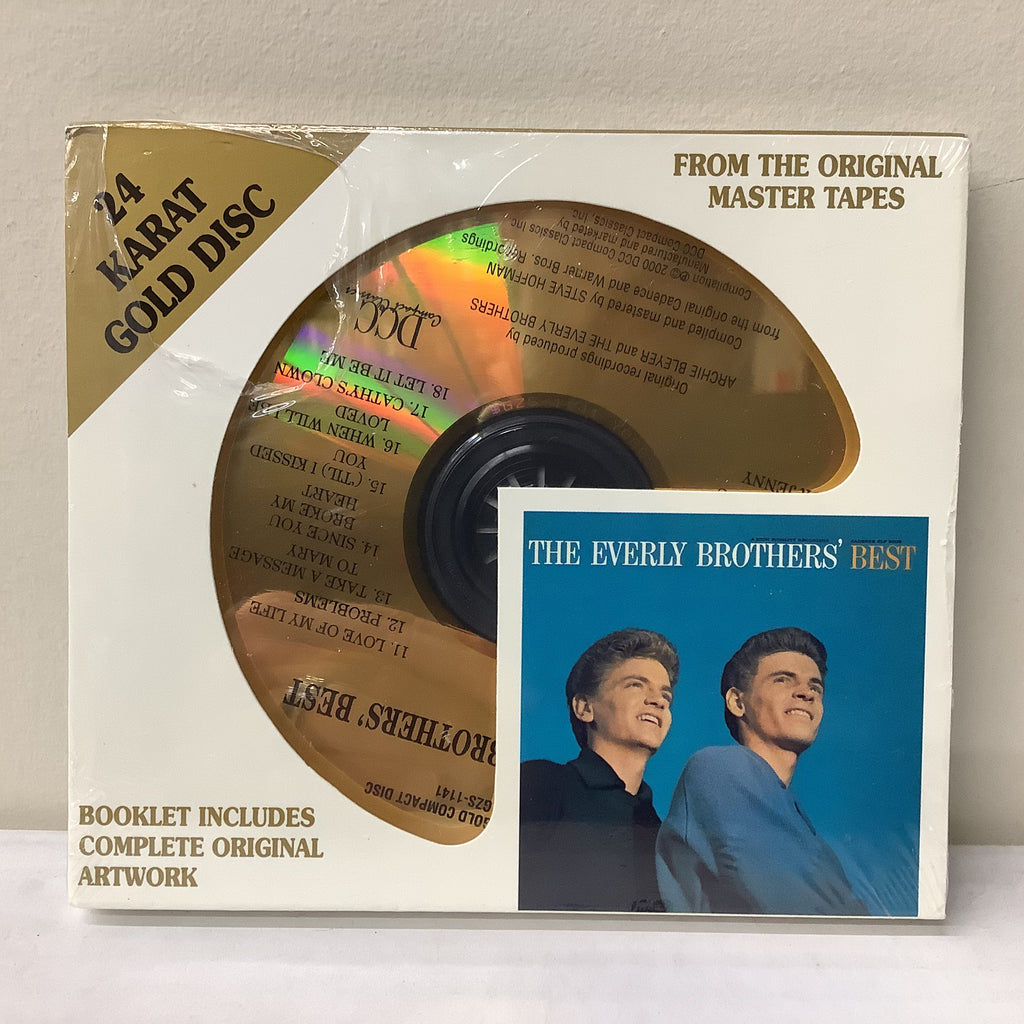 24
KARAT
GOLD DISC
FROM THE ORIGINAL
MASTER TAPES
GOLD COMPACT DISC
GZS-1141
BROTHERS' BEST
11. LOVE OF MY LIFE
12. PROBLEMS
13. TAKE A MESSAGE
TO MARY
14. SINCE YOU
BROKE MY
HEART
15. ('TIL) I KISSED
YOU
16. WHEN WILL I BE
LOVED
17. CATHY'S CLOWN
18. LET IT BE ME
DCC
Compact Classics
JENNY
Original recordings produced by
ARCHIE BLEYER and THE EVERLY BROTHERS
Compiled and mastered by STEVE HOFFMAN
from the original Cadence and Warner Bros. Recordings
Compilation ℗© 2000 DCC Compact Classics Inc
Manufactured and marketed by
DCC Compact Classics, Inc.
THE EVERLY BROTHERS' BEST
BOOKLET INCLUDES
COMPLETE ORIGINAL
ARTWORK